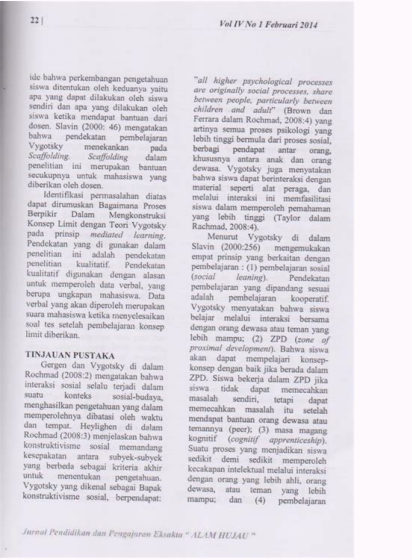 22 |
Vol IV No 1 Februari 2014
ide bahwa perkembangan pengetahuan
siswa ditentukan oleh keduanya yaitu
apa yang dapat dilakukan oleh siswa
sendiri dan apa yang dilakukan oleh
siswa ketika mendapat bantuan dari
dosen. Slavin (2000: 46) mengatakan
bahwa pendekatan pembelajaran
Vygotsky menekankan pada
Scaffolding. Scaffolding dalam
penelitian ini merupakan bantuan
secukupnya untuk mahasiswa yang
diberikan oleh dosen.
Identifikasi permasalahan diatas
dapat dirumuskan Bagaimana Proses
Berpikir Dalam Mengkonstruksi
Konsep Limit dengan Teori Vygotsky
pada prinsip mediated learning.
Pendekatan yang di gunakan dalam
penelitian ini adalah pendekatan
penelitian kualitatif. Pendekatan
kualitatif digunakan dengan alasan
untuk memperoleh data verbal, yang
berupa ungkapan mahasiswa. Data
verbal yang akan diperoleh merupakan
suara mahasiswa ketika menyelesaikan
soal tes setelah pembelajaran konsep
limit diberikan.
TINJAUAN PUSTAKA
Gergen dan Vygotsky di dalam
Rochmad (2008:2) mengatakan bahwa
interaksi sosial selalu terjadi dalam
suatu konteks sosial-budaya,
menghasilkan pengetahuan yang dalam
memperolehnya dibatasi oleh waktu
dan tempat. Heylighen di dalam
Rochmad (2008:3) menjelaskan bahwa
konstruktivisme sosial memandang
kesepakatan antara subyek-subyek
yang berbeda sebagai kriteria akhir
untuk menentukan pengetahuan.
Vygotsky yang dikenal sebagai Bapak
konstruktivisme sosial, berpendapat:
"all higher psychological processes
are originally social processes, share
between people, particularly between
children and adult" (Brown dan
Ferrara dalam Rochmad, 2008:4) yang
artinya semua proses psikologi yang
lebih tinggi bermula dari proses sosial,
berbagi pendapat antar orang,
khususnya antara anak dan orang
dewasa. Vygotsky juga menyatakan
bahwa siswa dapat berinteraksi dengan
material seperti alat peraga, dan
melalui interaksi ini memfasilitasi
siswa dalam memperoleh pemahaman
yang lebih tinggi (Taylor dalam
Rachmad, 2008:4).
Menurut Vygotsky di dalam
Slavin (2000:256) mengemukakan
empat prinsip yang berkaitan dengan
pembelajaran : (1) pembelajaran sosial
(social leaning). Pendekatan
pembelajaran yang dipandang sesuai
adalah pembelajaran kooperatif.
Vygotsky menyatakan bahwa siswa
belajar melalui interaksi bersama
dengan orang dewasa atau teman yang
lebih mampu; (2) ZPD (zone of
proximal development). Bahwa siswa
akan dapat mempelajari konsep-
konsep dengan baik jika berada dalam
ZPD. Siswa bekerja dalam ZPD jika
siswa tidak dapat memecahkan
masalah sendiri, tetapi dapat
memecahkan masalah itu setelah
mendapat bantuan orang dewasa atau
temannya (peer); (3) masa magang
kognitif (cognitif apprenticeship).
Suatu proses yang menjadikan siswa
sedikit demi sedikit memperoleh
kecakapan intelektual melalui interaksi
dengan orang yang lebih ahli, orang
dewasa, atau teman yang lebih
mampu; dan (4) pembelajaran
Jurnal Pendidikan dan Pengajaran Eksakta "ALAM HIJAU"